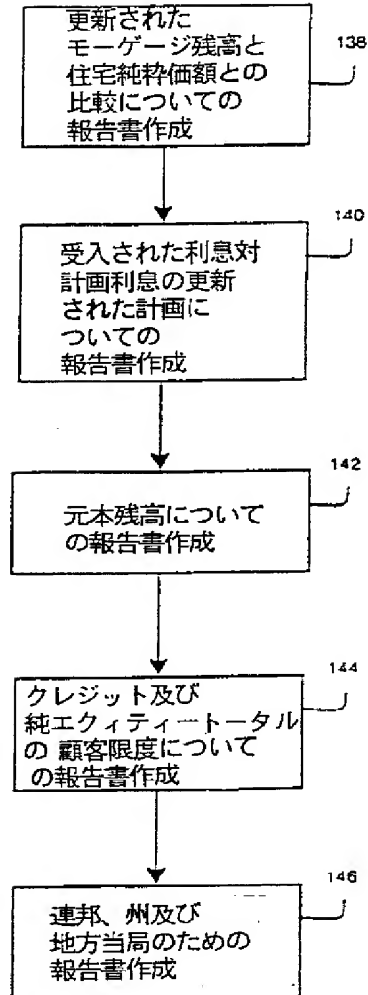 更新された
モーゲージ残高と
住宅純粋価額との
比較についての
報告書作成
138
受入された利息対
計画利息の更新
された計画に
ついての
報告書作成
140
元本残高について
の報告書作成
142
クレジット及び
純エクィティートータル
の 顧客限度について
の報告書作成
144
連邦、州及び
地方当局のための
報告書作成
146